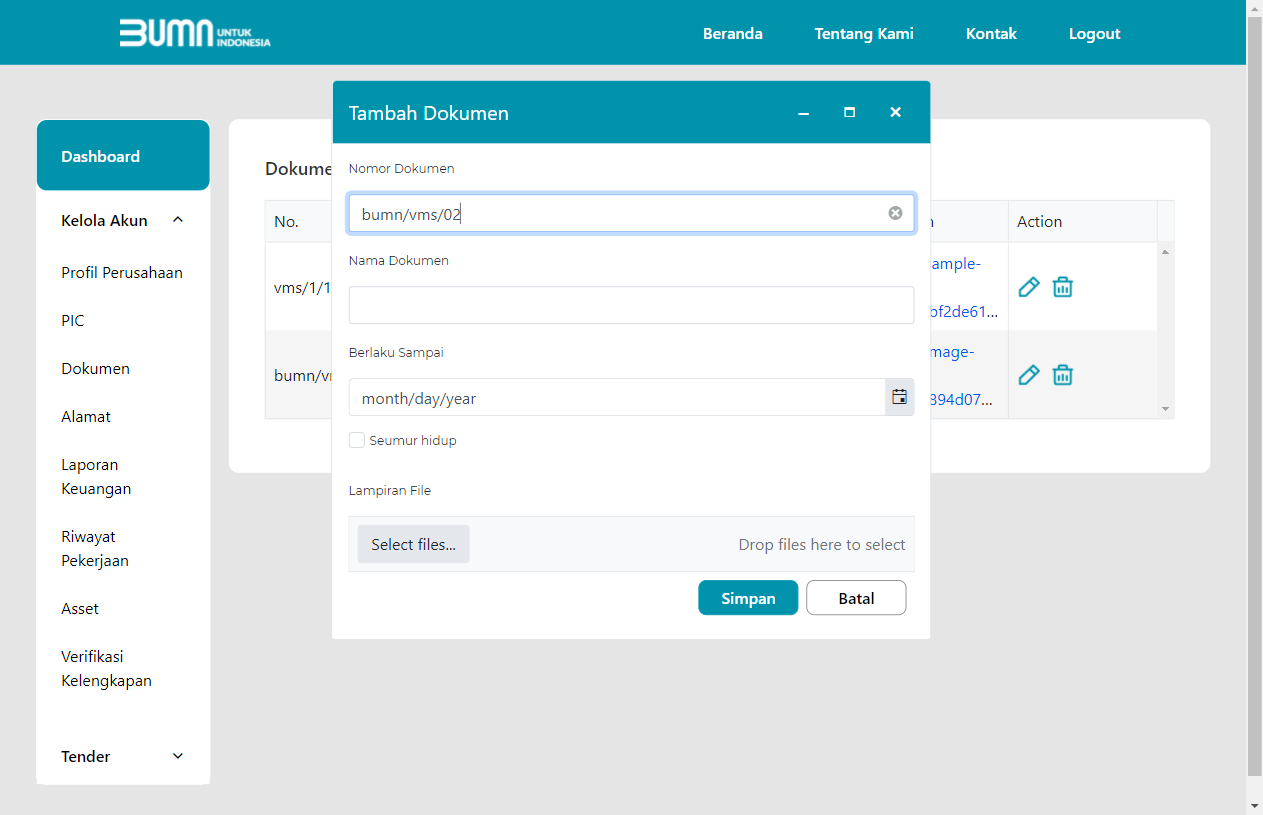 BUMN UNTUK INDONESIA
Beranda
Tentang Kami
Kontak
Logout
Dashboard
Kelola Akun
Profil Perusahaan
PIC
Dokumen
Alamat
Laporan
Keuangan
Riwayat
Pekerjaan
Asset
Verifikasi
Kelengkapan
Tender
Tambah Dokumen
Nomor Dokumen
bumn/vms/02
Nama Dokumen
Berlaku Sampai
month/day/year
Seumur hidup
Lampiran File
Select files...
Drop files here to select
Simpan
Batal
No.
Action
vms/1/1
ample-
bf2de61...
mage-
894d07...